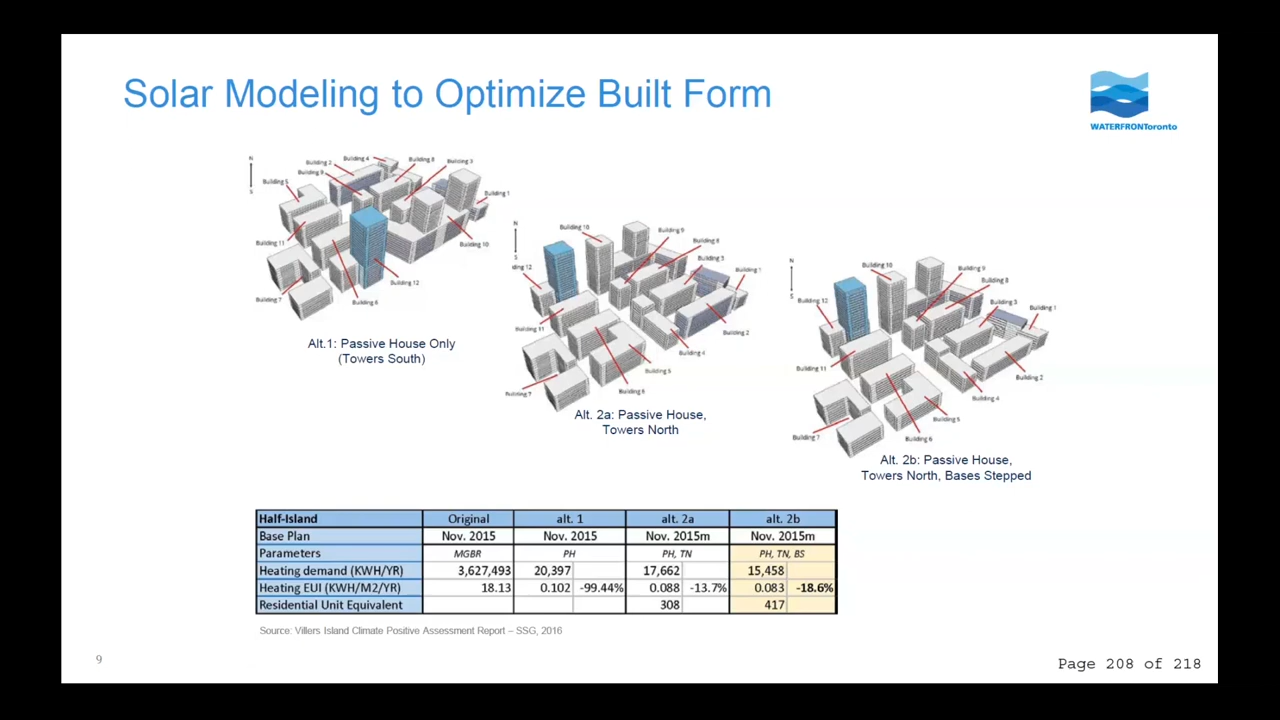 Solar Modeling to Optimize Built Form
WATERFRONToronto
N
S
Building 2
Building 4
Building 8
Building 3
Building 9
Building 5
Building 1
Building 11
Building 10
Building 12
Building 7
Building 6
Alt.1: Passive House Only
(Towers South)
N
S
Building 10
Building 9
Building 8
Building 3
Building 1
ding 12
Building 11
Building 2
Building 4
Building 5
Building 7
Building 6
Alt. 2a: Passive House,
Towers North
N
S
Building 10
Building 9
Building 8
Building 3
Building 1
Building 12
Building 11
Building 2
Building 4
Building 5
Building 7
Building 6
Alt. 2b: Passive House,
Towers North, Bases Stepped
Half-Island Original alt. 1 alt. 2a alt. 2b
Base Plan Nov. 2015 Nov. 2015 Nov. 2015m Nov. 2015m
Parameters MGBR PH PH, TN PH, TN, BS
Heating demand (KWH/YR) 3,627,493 20,397 17,662 15,458
Heating EUI (KWH/M2/YR) 18.13 0.102 -99.44% 0.088 -13.7% 0.083 -18.6%
Residential Unit Equivalent 308 417
Source: Villers Island Climate Positive Assessment Report – SSG, 2016
9
Page 208 of 218